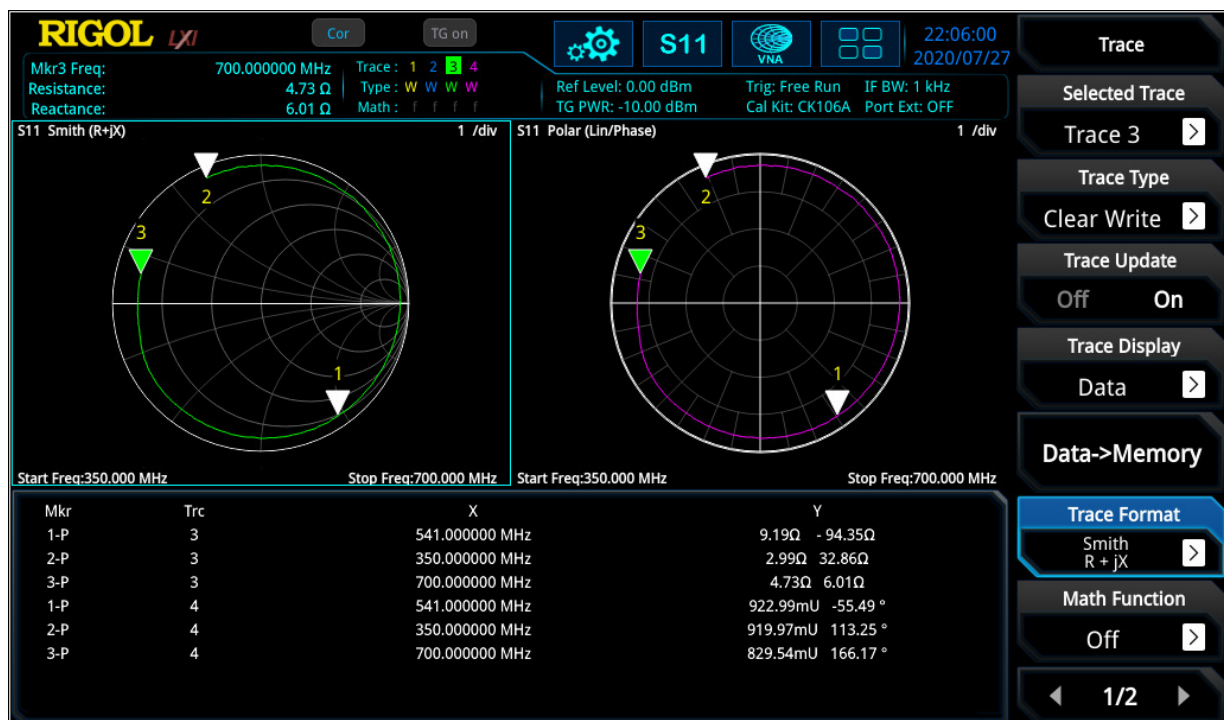 RIGOL LXI Cor TG on S11 VNA 22:06:00
2020/07/27
Mkr3 Freq: 700.000000 MHz
Resistance: 4.73 Ω
Reactance: 6.01 Ω
Trace : 1 2 3 4
Type : W W W W
Math : f f f f
Ref Level: 0.00 dBm Trig: Free Run IF BW: 1 kHz
TG PWR: -10.00 dBm Cal Kit: CK106A Port Ext: OFF
S11 Smith (R+jX) 1 /div
2
3
1
Start Freq:350.000 MHz Stop Freq:700.000 MHz
S11 Polar (Lin/Phase) 1 /div
2
3
1
Start Freq:350.000 MHz Stop Freq:700.000 MHz
Mkr Trc X Y
1-P 3 541.000000 MHz 9.19Ω - 94.35Ω
2-P 3 350.000000 MHz 2.99Ω 32.86Ω
3-P 3 700.000000 MHz 4.73Ω 6.01Ω
1-P 4 541.000000 MHz 922.99mU -55.49 °
2-P 4 350.000000 MHz 919.97mU 113.25 °
3-P 4 700.000000 MHz 829.54mU 166.17 °
Trace
Selected Trace
Trace 3 >
Trace Type
Clear Write >
Trace Update
Off On
Trace Display
Data >
Data->Memory
Trace Format
Smith
R + jX >
Math Function
Off >
1/2